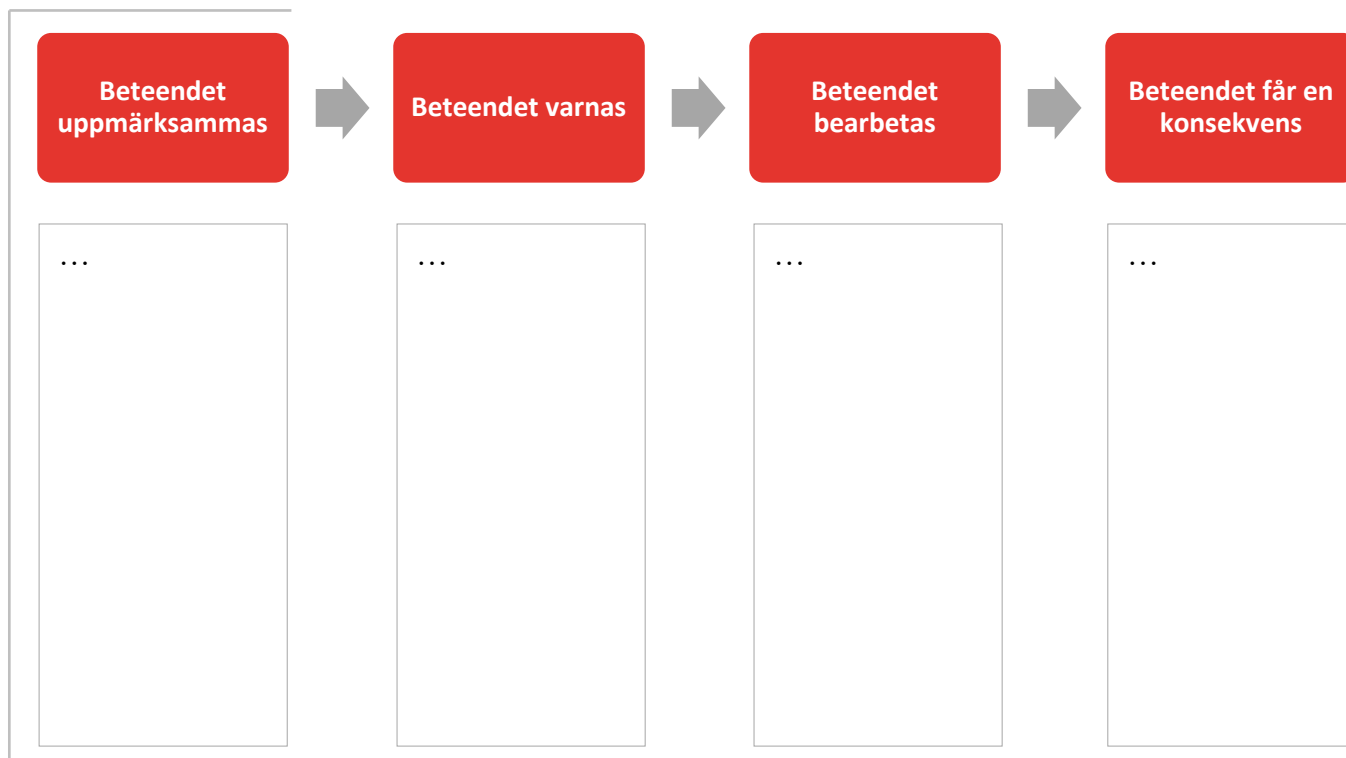 Beteendet
uppmärksammas
Beteendet varnas
Beteendet
bearbetas
Beteendet får en
konsekvens
...
...
...
...